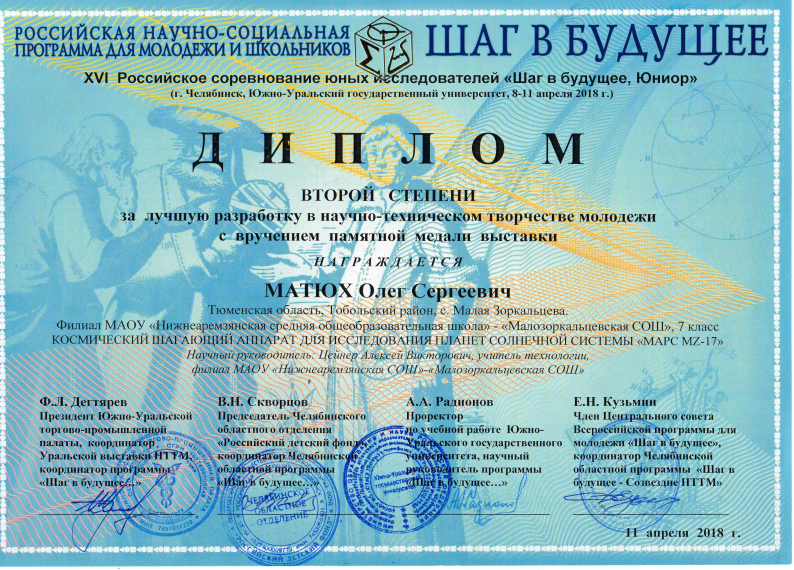 РОССИЙСКАЯ НАУЧНО-СОЦИАЛЬНАЯ
ПРОГРАММА ДЛЯ МОЛОДЕЖИ И ШКОЛЬНИКОВ
ШАГ В БУДУЩЕЕ
XVI Российское соревнование юных исследователей «Шаг в будущее, Юниор»
(г. Челябинск, Южно-Уральский государственный университет, 8-11 апреля 2018 г.)
ДИПЛОМ
ВТОРОЙ СТЕПЕНИ
за лучшую разработку в научно-техническом творчестве молодежи
с вручением памятной медали выставки
НАГРАЖДАЕТСЯ
МАТЮХ Олег Сергеевич
Тюменская область, Тобольский район, с. Малая Зоркальцева.
Филиал МАОУ «Нижнеаремзянская средняя общеобразовательная школа» - «Малозоркальцевская СОШ», 7 класс
КОСМИЧЕСКИЙ ШАГАЮЩИЙ АППАРАТ ДЛЯ ИССЛЕДОВАНИЯ ПЛАНЕТ СОЛНЕЧНОЙ СИСТЕМЫ «МАРС MZ-17»
Научный руководитель: Цейнер Алексей Викторович, учитель технологии,
филиал МАОУ «Нижнеаремзянская СОШ»-«Малозоркальцевская СОШ»
Ф.Л. Дегтярев
Президент Южно-Уральской
торгово-промышленной
палаты, координатор
Уральской выставки НТТМ,
координатор программы
«Шаг в будущее…»
В.Н. Скворцов
Председатель Челябинского
областного отделения
«Российский детский фонд»,
координатор Челябинской
областной программы
«Шаг в будущее…»
ЧЕЛЯБИНСКОЕ
ОБЛАСТНОЕ
ОТДЕЛЕНИЕ
А.А. Радионов
Проректор
по учебной работе Южно-
Уральского государственного
университета, научный
руководитель программы
«Шаг в будущее…»
Е.Н. Кузьмин
Член Центрального совета
Всероссийской программы для
молодежи «Шаг в будущее»,
координатор Челябинской
областной программы «Шаг в
будущее - Созвездие НТТМ»
11 апреля 2018 г.